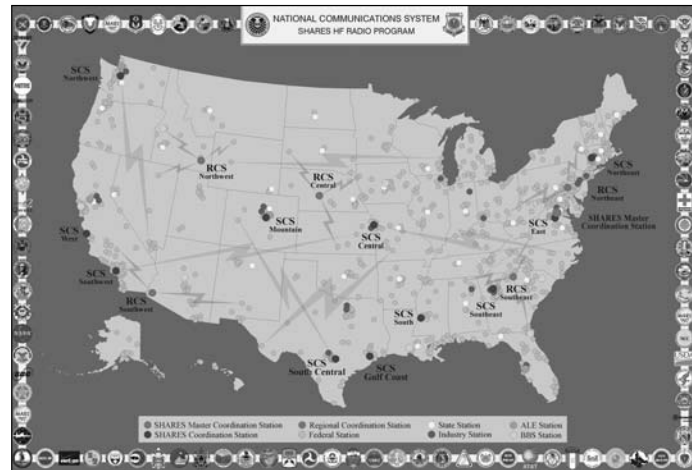 NATIONAL COMMUNICATIONS SYSTEM
SHARES HF RADIO PROGRAM
SCS
Northwest
RCS
Northwest
RCS
Central
SCS
Northeast
RCS
Northeast
SHARES Master
Coordination Station
SCS
East
SCS
Mountain
SCS
Central
SCS
West
SCS
Southwest
RCS
Southwest
RCS
Southeast
SCS
Southeast
SCS
South
SCS
South Central
SCS
Gulf Coast
SHARES Master Coordination Station
Regional Coordination Station
State Station
ALE Station
SHARES Coordination Station
Federal Station
Industry Station
BBS Station